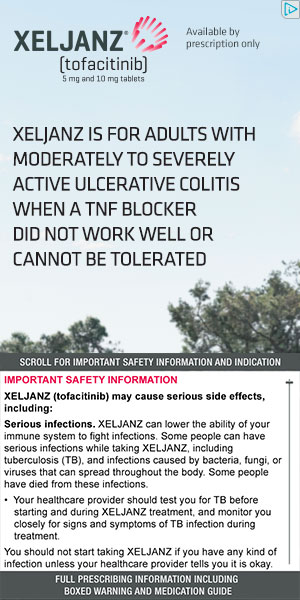 XELJANZ®
Available by
prescription only
(tofacitinib)
5 mg and 10 mg tablets
XELJANZ IS FOR ADULTS WITH
MODERATELY TO SEVERELY
ACTIVE ULCERATIVE COLITIS
WHEN A TNF BLOCKER
DID NOT WORK WELL OR
CANNOT BE TOLERATED
SCROLL FOR IMPORTANT SAFETY INFORMATION AND INDICATION
IMPORTANT SAFETY INFORMATION
XELJANZ (tofacitinib) may cause serious side effects,
including:
Serious infections. XELJANZ can lower the ability of your
immune system to fight infections. Some people can have
serious infections while taking XELJANZ, including
tuberculosis (TB), and infections caused by bacteria, fungi, or
viruses that can spread throughout the body. Some people
have died from these infections.
• Your healthcare provider should test you for TB before
starting and during XELJANZ treatment, and monitor you
closely for signs and symptoms of TB infection during
treatment.
You should not start taking XELJANZ if you have any kind of
infection unless your healthcare provider tells you it is okay.
FULL PRESCRIBING INFORMATION INCLUDING
BOXED WARNING AND MEDICATION GUIDE